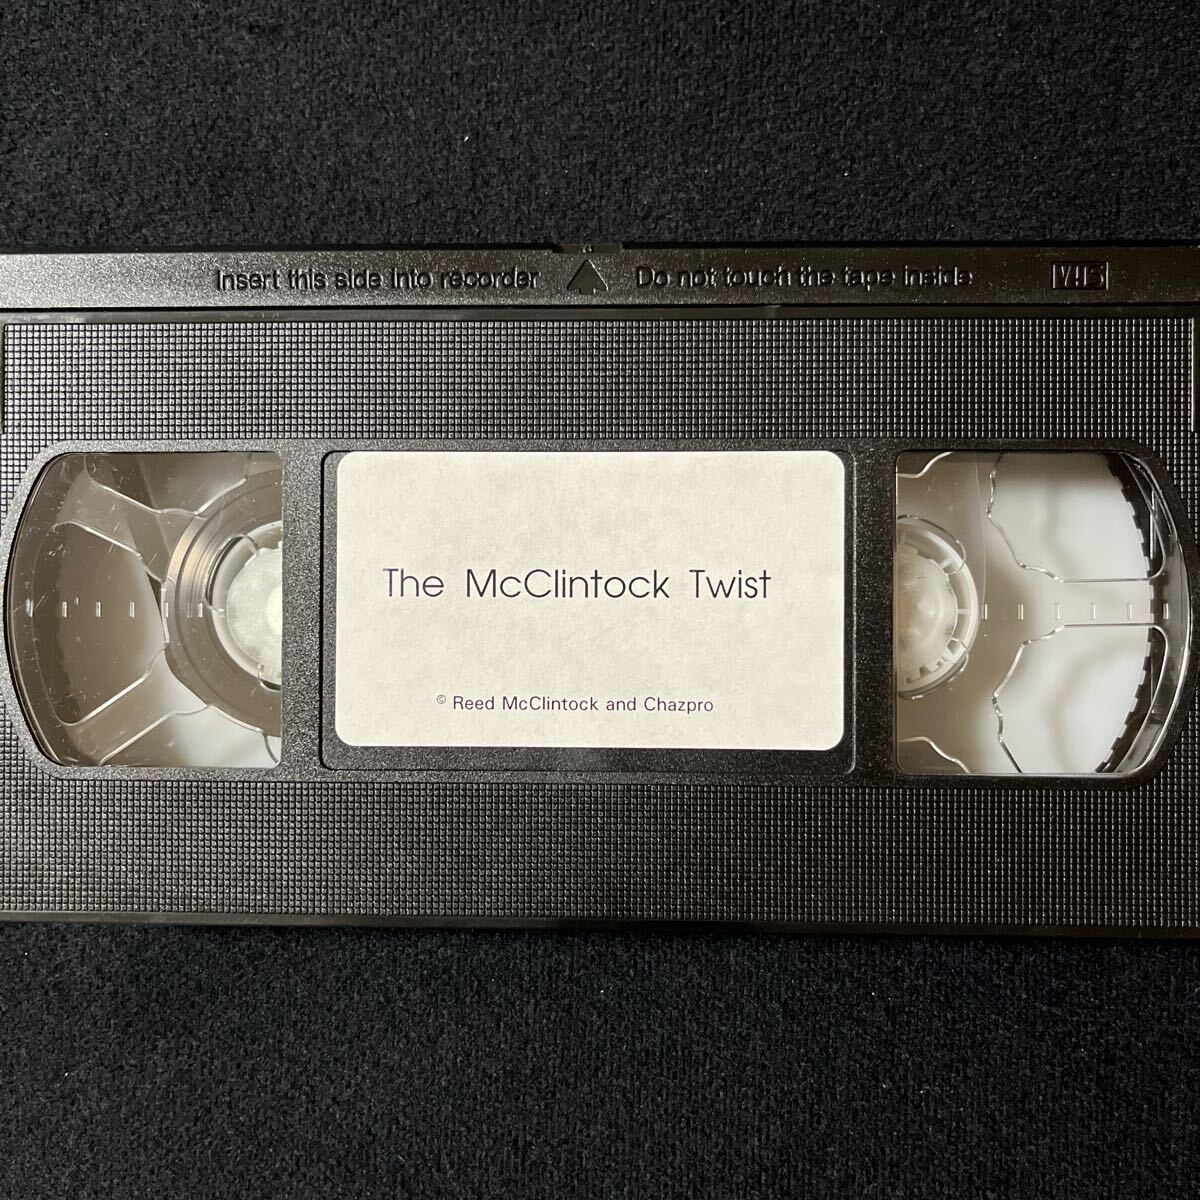 Insert this side into recorder Do not touch the tape inside VHS
The McClintock Twist
© Reed McClintock and Chazpro